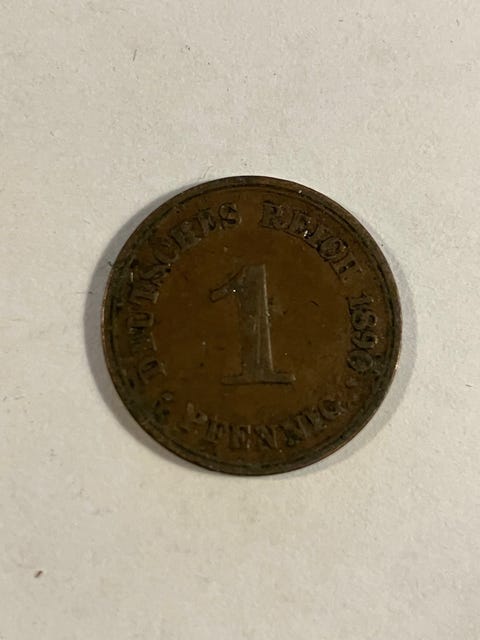 DEUTSCHES REICH 1890
1
PFENNIG